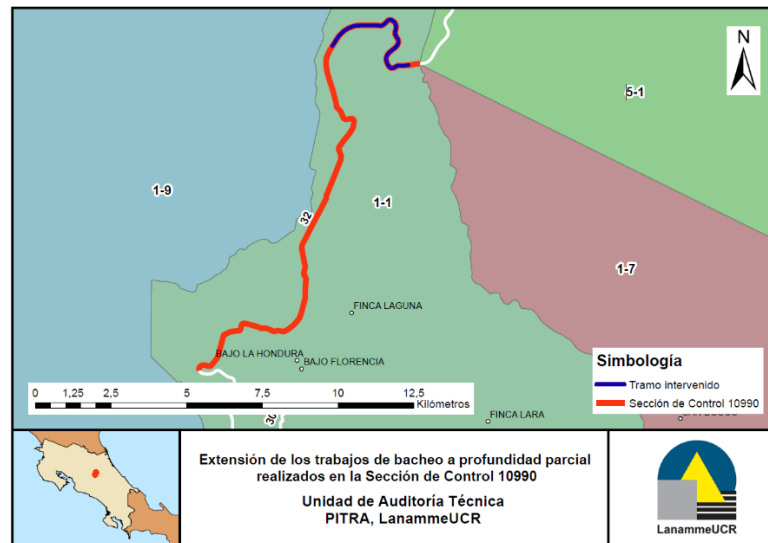 N
5-1
1-9
1-1
32
1-7
FINCA LAGUNA
BAJO LA HONDURA
BAJO FLORENCIA
Simbología
Tramo intervenido
Sección de Control 10990
0 1,25 2,5 5 7,5 10 12,5
Kilómetros
FINCA LARA
Extensión de los trabajos de bacheo a profundidad parcial
realizados en la Sección de Control 10990
Unidad de Auditoría Técnica
PITRA, LanammeUCR
LanammeUCR